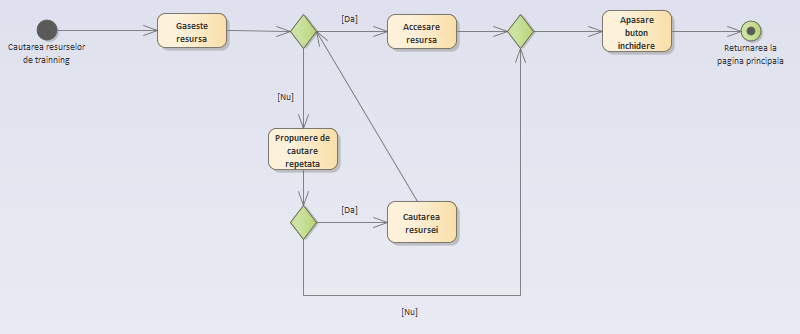 Cautarea resurselor
de trainning
Gaseste
resursa
[Da]
Accesare
resursa
Apasare
buton
inchidere
Returnarea la
pagina principala
[Nu]
Propunere de
cautare
repetata
[Da]
Cautarea
resursei
[Nu]